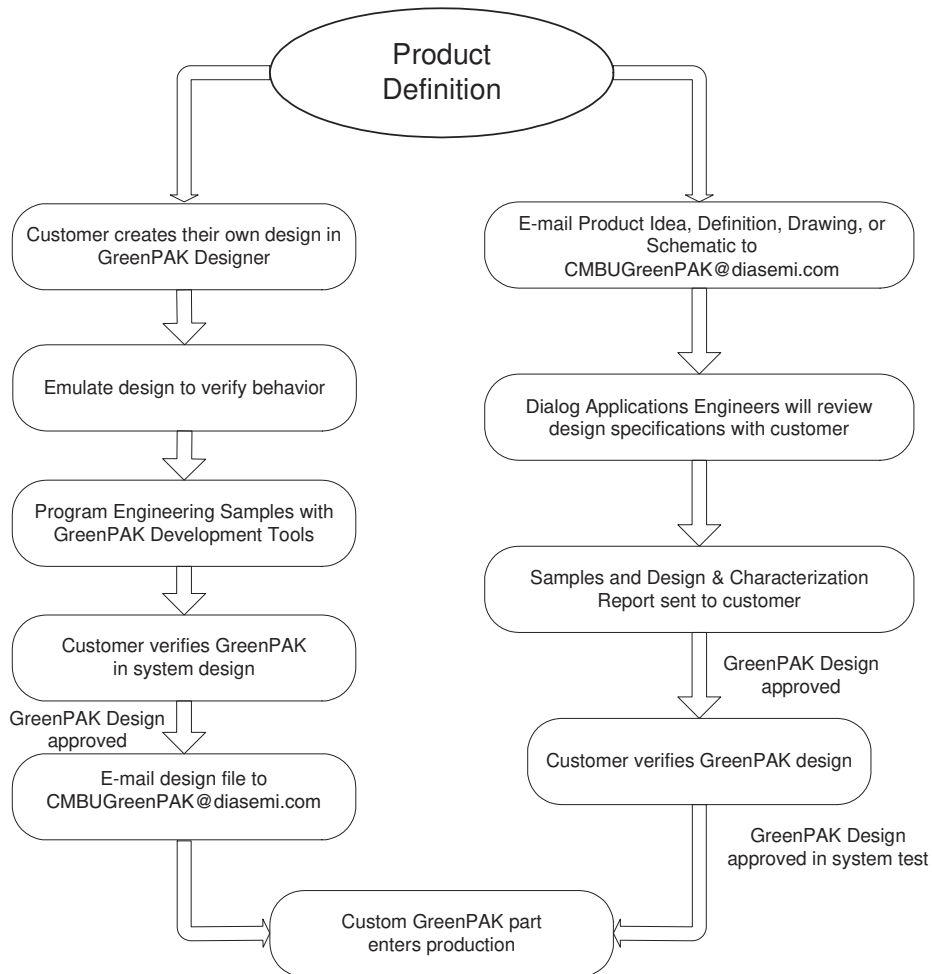 Product
Definition
Customer creates their own design in
GreenPAK Designer
Emulate design to verify behavior
Program Engineering Samples with
GreenPAK Development Tools
Customer verifies GreenPAK
in system design
GreenPAK Design
approved
E-mail design file to
CMBUGreenPAK@diasemi.com
E-mail Product Idea, Definition, Drawing, or
Schematic to
CMBUGreenPAK@diasemi.com
Dialog Applications Engineers will review
design specifications with customer
Samples and Design & Characterization
Report sent to customer
GreenPAK Design
approved
Customer verifies GreenPAK design
GreenPAK Design
approved in system test
Custom GreenPAK part
enters production